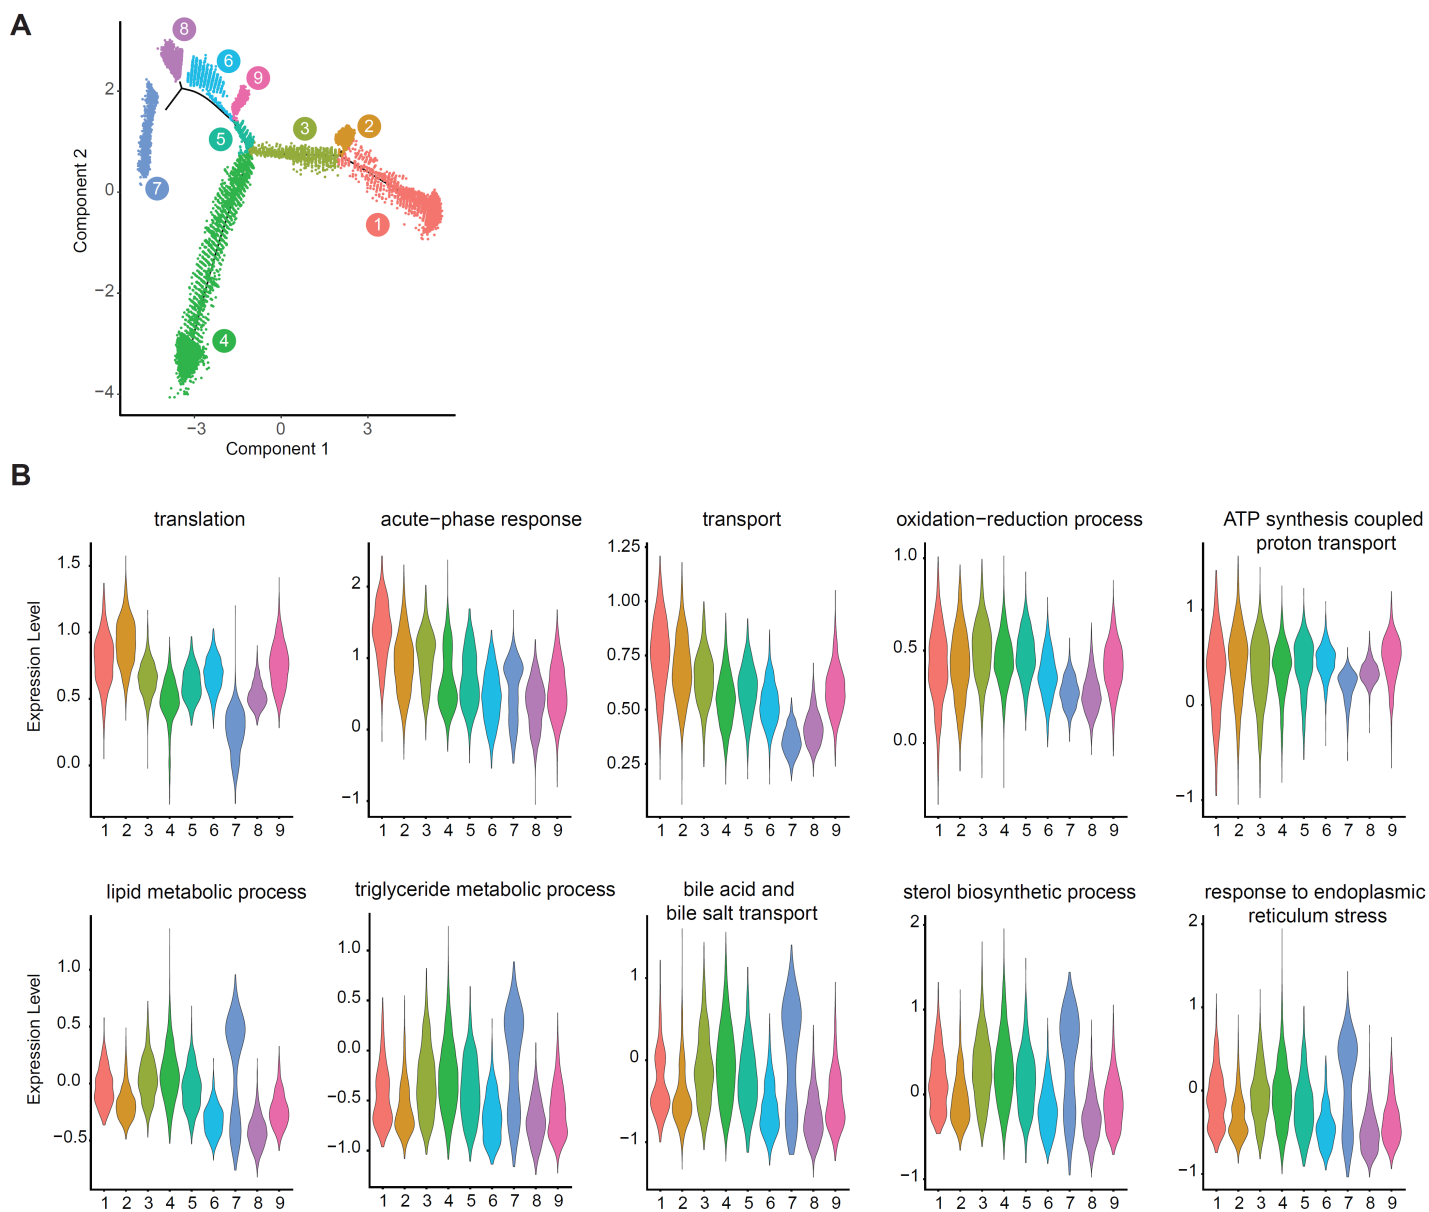 A
8
6
9
2
5
3
2
Component 2
0
7
1
−2
4
−4
−3 0 3
Component 1
B
translation
acute−phase response
transport
oxidation−reduction process
ATP synthesis coupled
proton transport
Expression Level
1.5
1.0
0.5
0.0
1 2 3 4 5 6 7 8 9
2
1
0
−1
1 2 3 4 5 6 7 8 9
1.25
1.00
0.75
0.50
0.25
1 2 3 4 5 6 7 8 9
1.0
0.5
0.0
1 2 3 4 5 6 7 8 9
1
0
−1
1 2 3 4 5 6 7 8 9
lipid metabolic process
triglyceride metabolic process
bile acid and
bile salt transport
sterol biosynthetic process
response to endoplasmic
reticulum stress
Expression Level
1.0
0.5
0.0
−0.5
1 2 3 4 5 6 7 8 9
1.0
0.5
0.0
−0.5
−1.0
1 2 3 4 5 6 7 8 9
1
0
−1
1 2 3 4 5 6 7 8 9
2
1
0
−1
1 2 3 4 5 6 7 8 9
2
1
0
−1
1 2 3 4 5 6 7 8 9